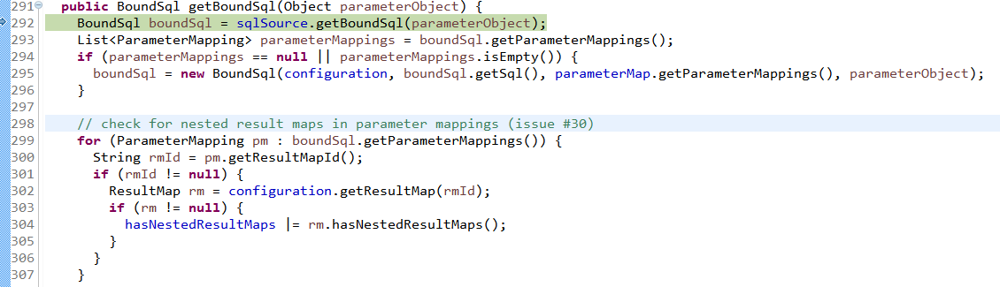 291 public BoundSql getBoundSql(Object parameterObject) {
292 BoundSql boundSql = sqlSource.getBoundSql(parameterObject);
293 List<ParameterMapping> parameterMappings = boundSql.getParameterMappings();
294 if (parameterMappings == null || parameterMappings.isEmpty()) {
295 boundSql = new BoundSql(configuration, boundSql.getSql(), parameterMap.getParameterMappings(), parameterObject);
296 }
297
298 // check for nested result maps in parameter mappings (issue #30)
299 for (ParameterMapping pm : boundSql.getParameterMappings()) {
300 String rmId = pm.getResultMapId();
301 if (rmId != null) {
302 ResultMap rm = configuration.getResultMap(rmId);
303 if (rm != null) {
304 hasNestedResultMaps |= rm.hasNestedResultMaps();
305 }
306 }
307 }